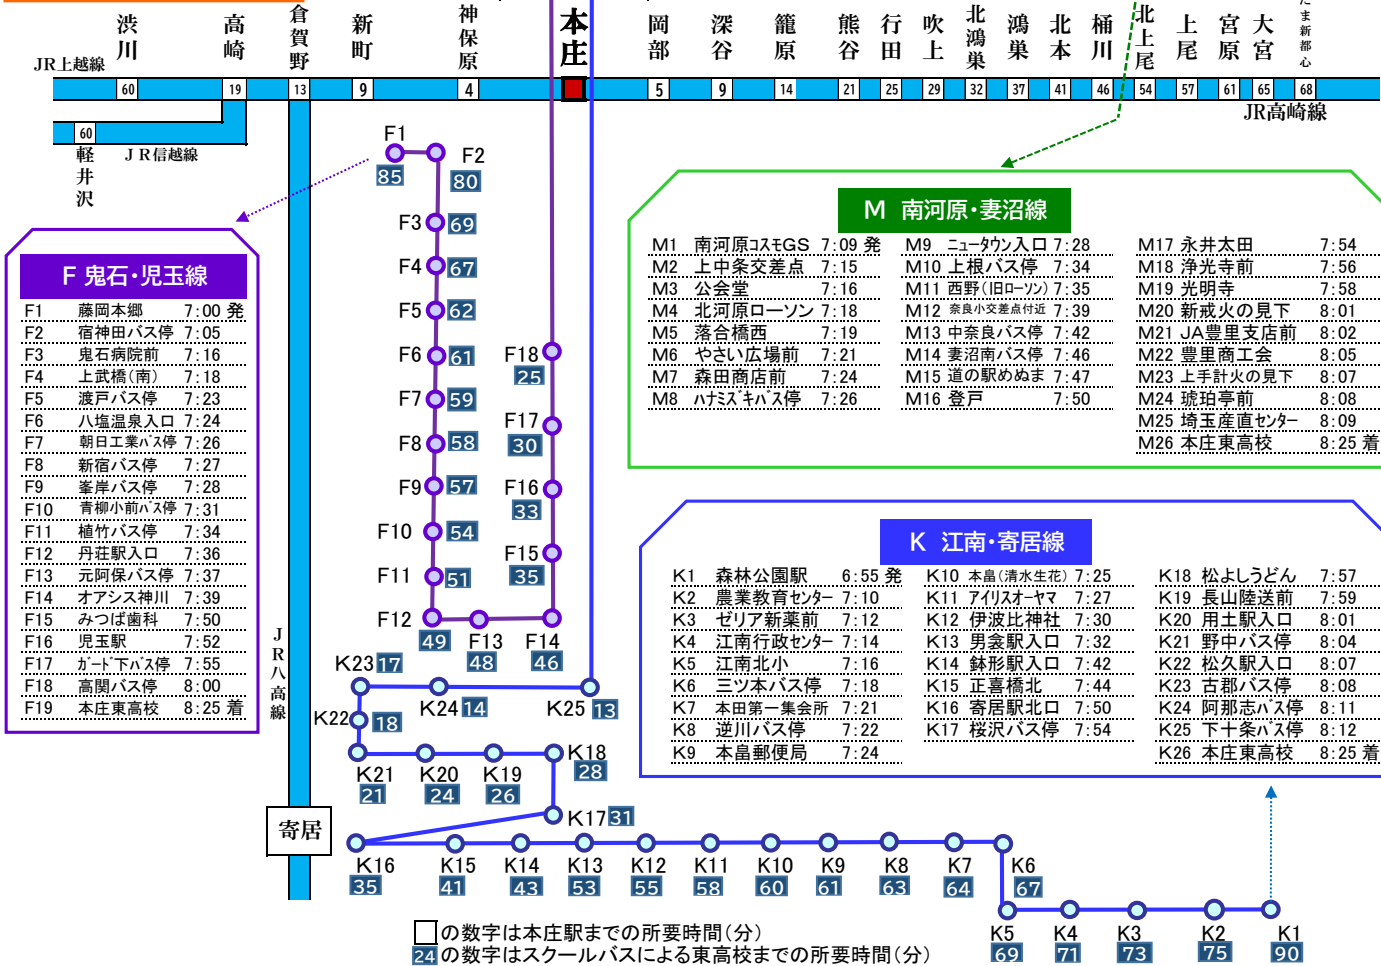 渋川
高崎
倉賀野
新町
神保原
本庄
岡部
深谷
籠原
熊谷
行田
吹上
北鴻巣
鴻巣
北本
桶川
北上尾
上尾
宮原
大宮
たま新都心
JR上越線
60 19 13 9 4 5 9 14 21 25 29 32 37 41 46 54 57 61 65 68
JR高崎線
60
軽井沢
JR信越線
F1
85
F2
80
F3 69
F4 67
F5 62
F6 61
F7 59
F8 58
F9 57
F10 54
F11 51
F12
49
F13
48
F14
46
F15
35
F16
33
F17
30
F18
25
F 鬼石・児玉線
F1 藤岡本郷 7:00 発
F2 宿神田バス停 7:05
F3 鬼石病院前 7:16
F4 上武橋(南) 7:18
F5 渡戸バス停 7:23
F6 八塩温泉入口 7:24
F7 朝日工業バス停 7:26
F8 新宿バス停 7:27
F9 峯岸バス停 7:28
F10 青柳小前バス停 7:31
F11 植竹バス停 7:34
F12 丹荘駅入口 7:36
F13 元阿保バス停 7:37
F14 オアシス神川 7:39
F15 みつば歯科 7:50
F16 児玉駅 7:52
F17 ガード下バス停 7:55
F18 高関バス停 8:00
F19 本庄東高校 8:25 着
M 南河原・妻沼線
M1 南河原コスモGS 7:09 発
M2 上中条交差点 7:15
M3 公会堂 7:16
M4 北河原ローソン 7:18
M5 落合橋西 7:19
M6 やさい広場前 7:21
M7 森田商店前 7:24
M8 ハナミズキバス停 7:26
M9 ニュータウン入口 7:28
M10 上根バス停 7:34
M11 西野(旧ローソン) 7:35
M12 奈良小交差点付近 7:39
M13 中奈良バス停 7:42
M14 妻沼南バス停 7:46
M15 道の駅めぬま 7:47
M16 登戸 7:50
M17 永井太田 7:54
M18 浄光寺前 7:56
M19 光明寺 7:58
M20 新戒火の見下 8:01
M21 JA豊里支店前 8:02
M22 豊里商工会 8:05
M23 上手計火の見下 8:07
M24 琥珀亭前 8:08
M25 埼玉産直センター 8:09
M26 本庄東高校 8:25 着
K 江南・寄居線
K1 森林公園駅 6:55 発
K2 農業教育センター 7:10
K3 ゼリア新薬前 7:12
K4 江南行政センター 7:14
K5 江南北小 7:16
K6 三ツ本バス停 7:18
K7 本田第一集会所 7:21
K8 逆川バス停 7:22
K9 本畠郵便局 7:24
K10 本畠(清水生花) 7:25
K11 アイリスオーヤマ 7:27
K12 伊波比神社 7:30
K13 男衾駅入口 7:32
K14 鉢形駅入口 7:42
K15 正喜橋北 7:44
K16 寄居駅北口 7:50
K17 桜沢バス停 7:54
K18 松よしうどん 7:57
K19 長山陸送前 7:59
K20 用土駅入口 8:01
K21 野中バス停 8:04
K22 松久駅入口 8:07
K23 古郡バス停 8:08
K24 阿那志バス停 8:11
K25 下十条バス停 8:12
K26 本庄東高校 8:25 着
JR八高線
寄居
K23 17
K24 14
K25 13
K22 18
K21
21
K20
24
K19
26
K18
28
K17 31
K16
35
K15
41
K14
43
K13
53
K12
55
K11
58
K10
60
K9
61
K8
63
K7
64
K6
67
K5
69
K4
71
K3
73
K2
75
K1
90
の数字は本庄駅までの所要時間(分)
24 の数字はスクールバスによる東高校までの所要時間(分)